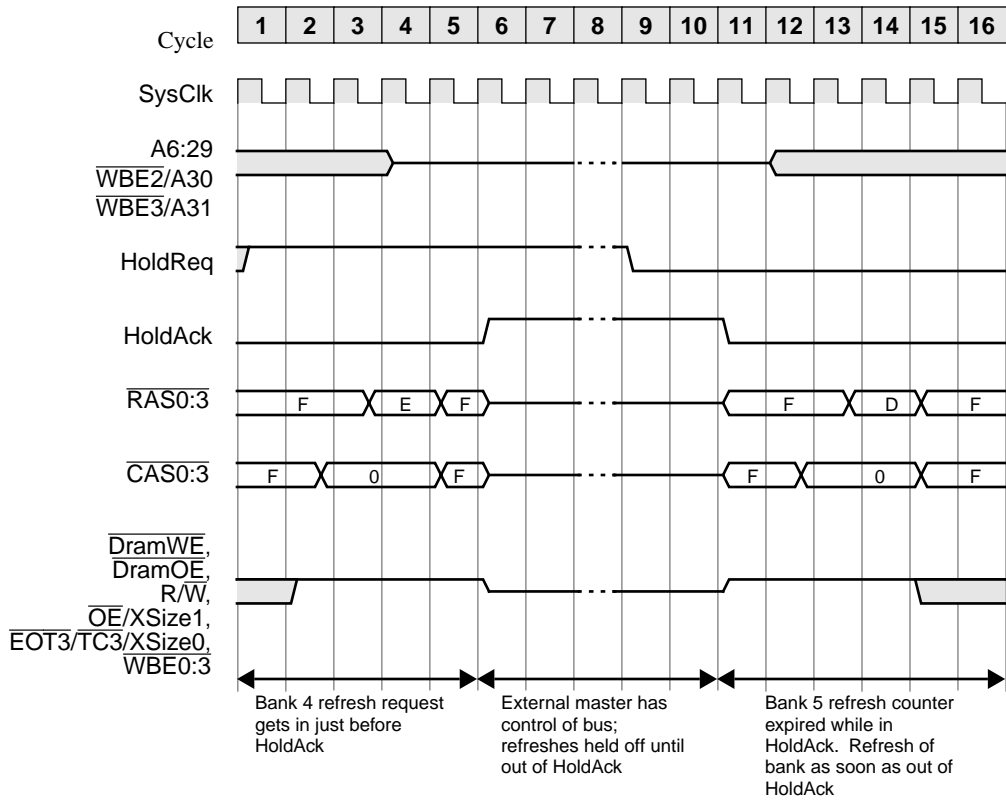 Cycle 1 2 3 4 5 6 7 8 9 10 11 12 13 14 15 16
SysClk
A6:29
WBE2/A30
WBE3/A31
HoldReq
HoldAck
RAS0:3 F E F F D F
CAS0:3 F 0 F F 0 F
DramWE,
DramOE,
R/W,
OE/XSize1,
EOT3/TC3/XSize0,
WBE0:3
Bank 4 refresh request
gets in just before
HoldAck
External master has
control of bus;
refreshes held off until
out of HoldAck
Bank 5 refresh counter
expired while in
HoldAck. Refresh of
bank as soon as out of
HoldAck